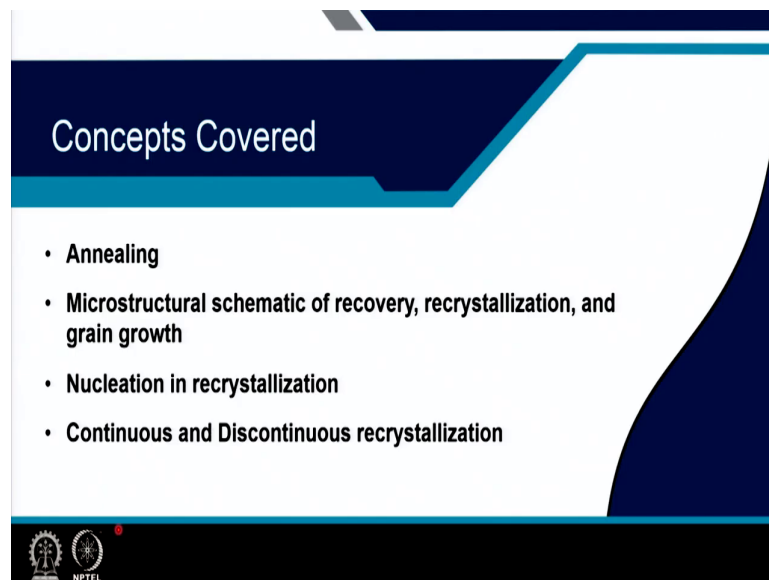 Concepts Covered
• Annealing
• Microstructural schematic of recovery, recrystallization, and
grain growth
• Nucleation in recrystallization
• Continuous and Discontinuous recrystallization
NPTEL